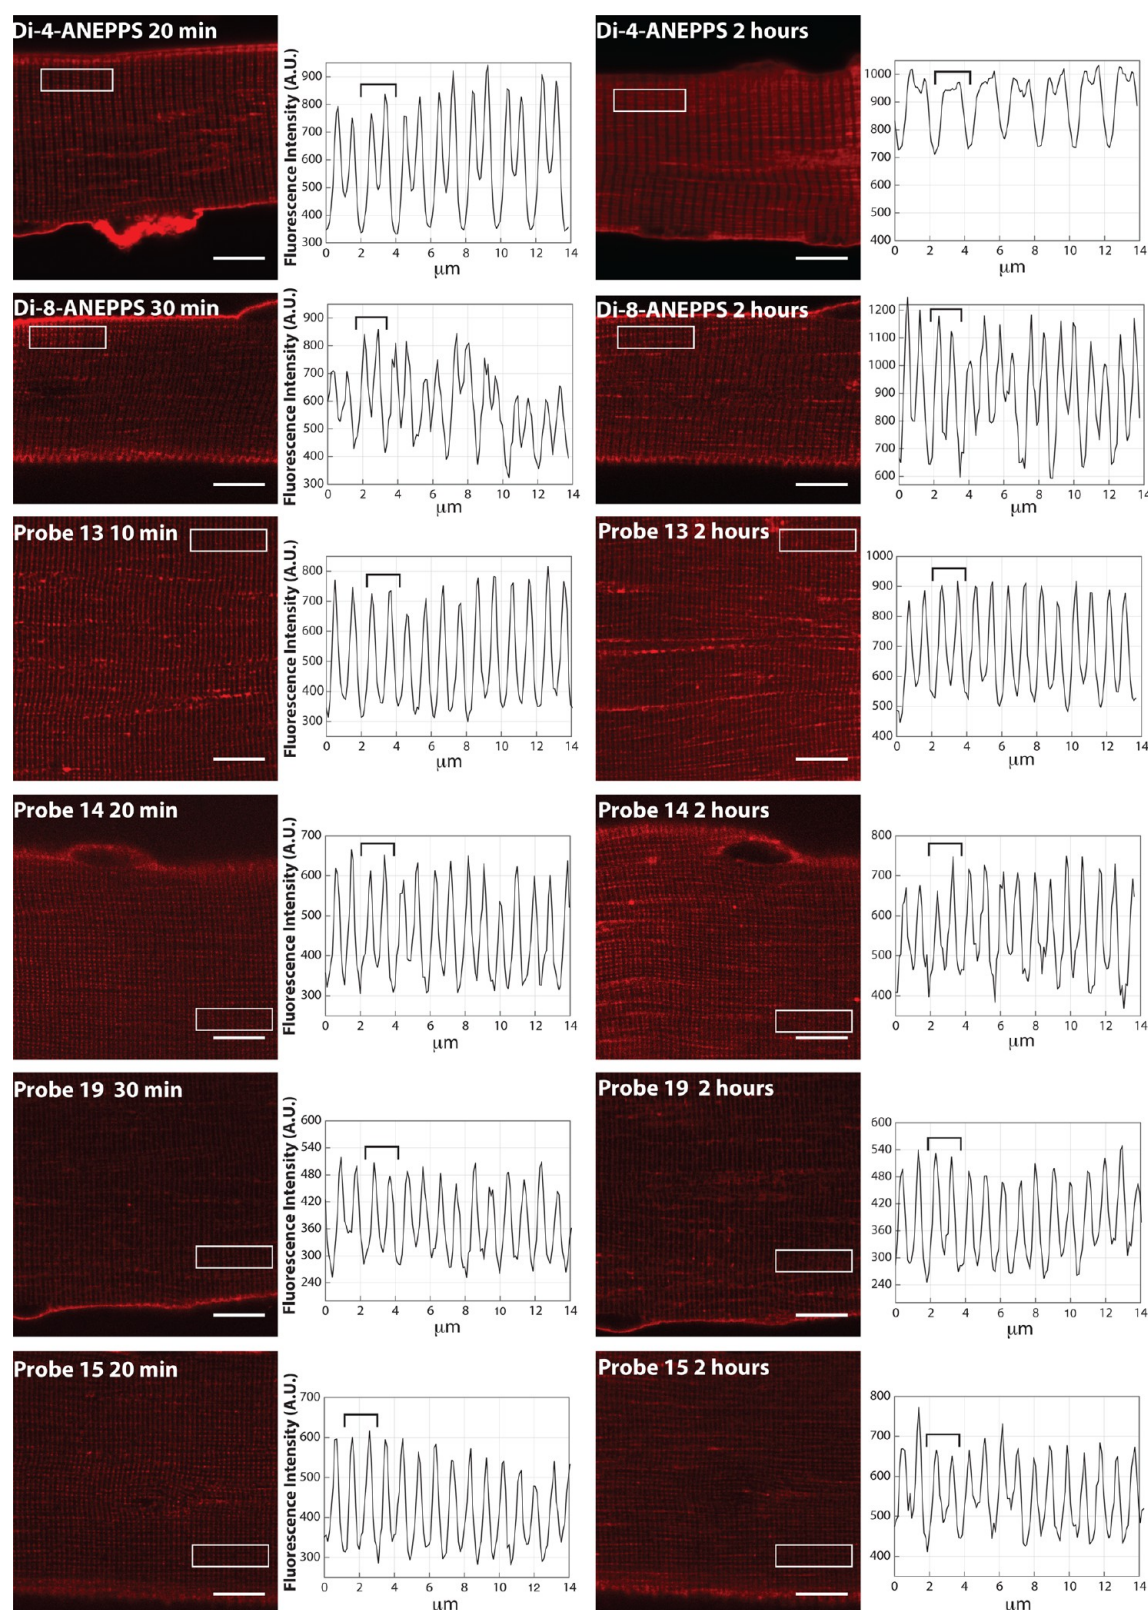 Di-4-ANEPPS 20 min
Fluorescence Intensity (A.U.)
900
800
700
600
500
400
300
0 2 4 6 8 10 12 14
μm
Di-4-ANEPPS 2 hours
1000
900
800
700
600
500
400
0 2 4 6 8 10 12 14
μm
Di-8-ANEPPS 30 min
Fluorescence Intensity (A.U.)
900
800
700
600
500
400
300
0 2 4 6 8 10 12 14
μm
Di-8-ANEPPS 2 hours
1200
1100
1000
900
800
700
600
0 2 4 6 8 10 12 14
μm
Probe 13 10 min
Fluorescence Intensity (A.U.)
800
700
600
500
400
300
0 2 4 6 8 10 12 14
μm
Probe 13 2 hours
1000
900
800
700
600
500
400
0 2 4 6 8 10 12 14
μm
Probe 14 20 min
Fluorescence Intensity (A.U.)
700
600
500
400
300
0 2 4 6 8 10 12 14
μm
Probe 14 2 hours
800
700
600
500
400
0 2 4 6 8 10 12 14
μm
Probe 19 30 min
Fluorescence Intensity (A.U.)
600
540
480
420
360
300
240
0 2 4 6 8 10 12 14
μm
Probe 19 2 hours
600
540
480
420
360
300
240
0 2 4 6 8 10 12 14
μm
Probe 15 20 min
Fluorescence Intensity (A.U.)
700
600
500
400
300
0 2 4 6 8 10 12 14
μm
Probe 15 2 hours
800
700
600
500
400
0 2 4 6 8 10 12 14
μm